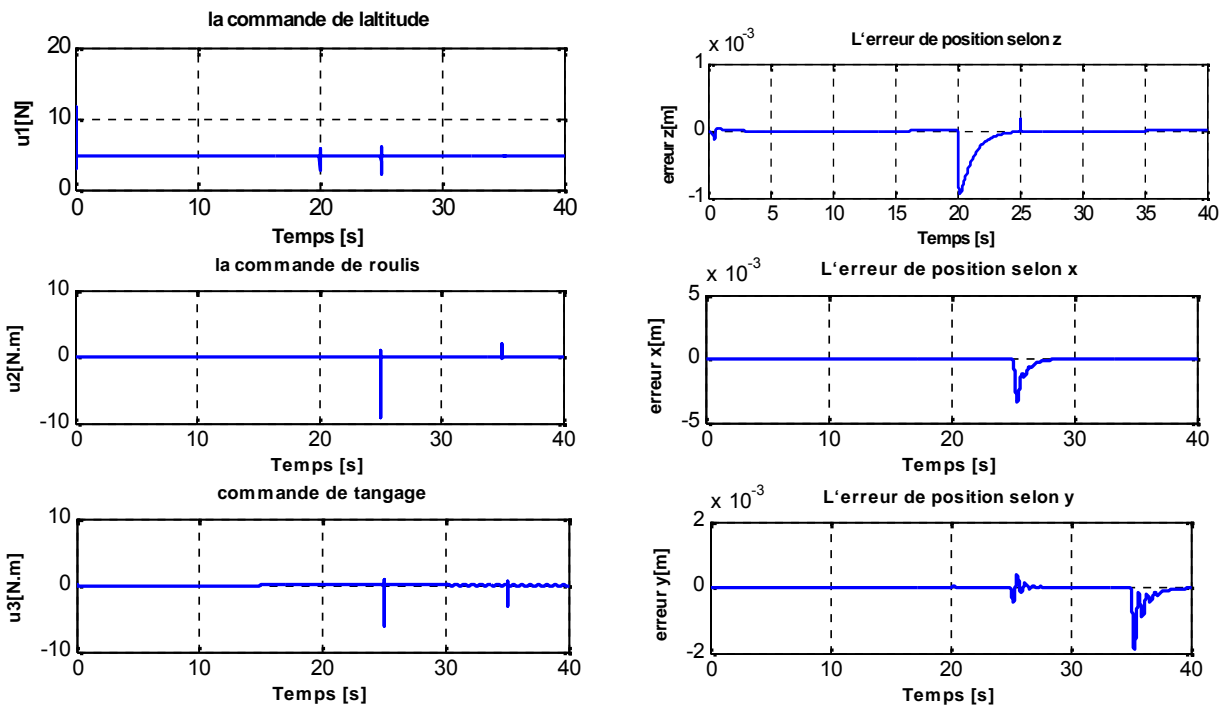 la commande de laltitude
20
10
0
u1[N]
0 10 20 30 40
Temps [s]
la commande de roulis
10
0
-10
u2[N.m]
0 10 20 30 40
Temps [s]
commande de tangage
10
0
-10
u3[N.m]
0 10 20 30 40
Temps [s]
x 10-3
L'erreur de position selon z
1
0
-1
erreur z[m]
0 5 10 15 20 25 30 35 40
Temps [s]
x 10-3
L'erreur de position selon x
5
0
-5
erreur x[m]
0 10 20 30 40
Temps [s]
x 10-3
L'erreur de position selon y
2
0
-2
erreur y[m]
0 10 20 30 40
Temps [s]